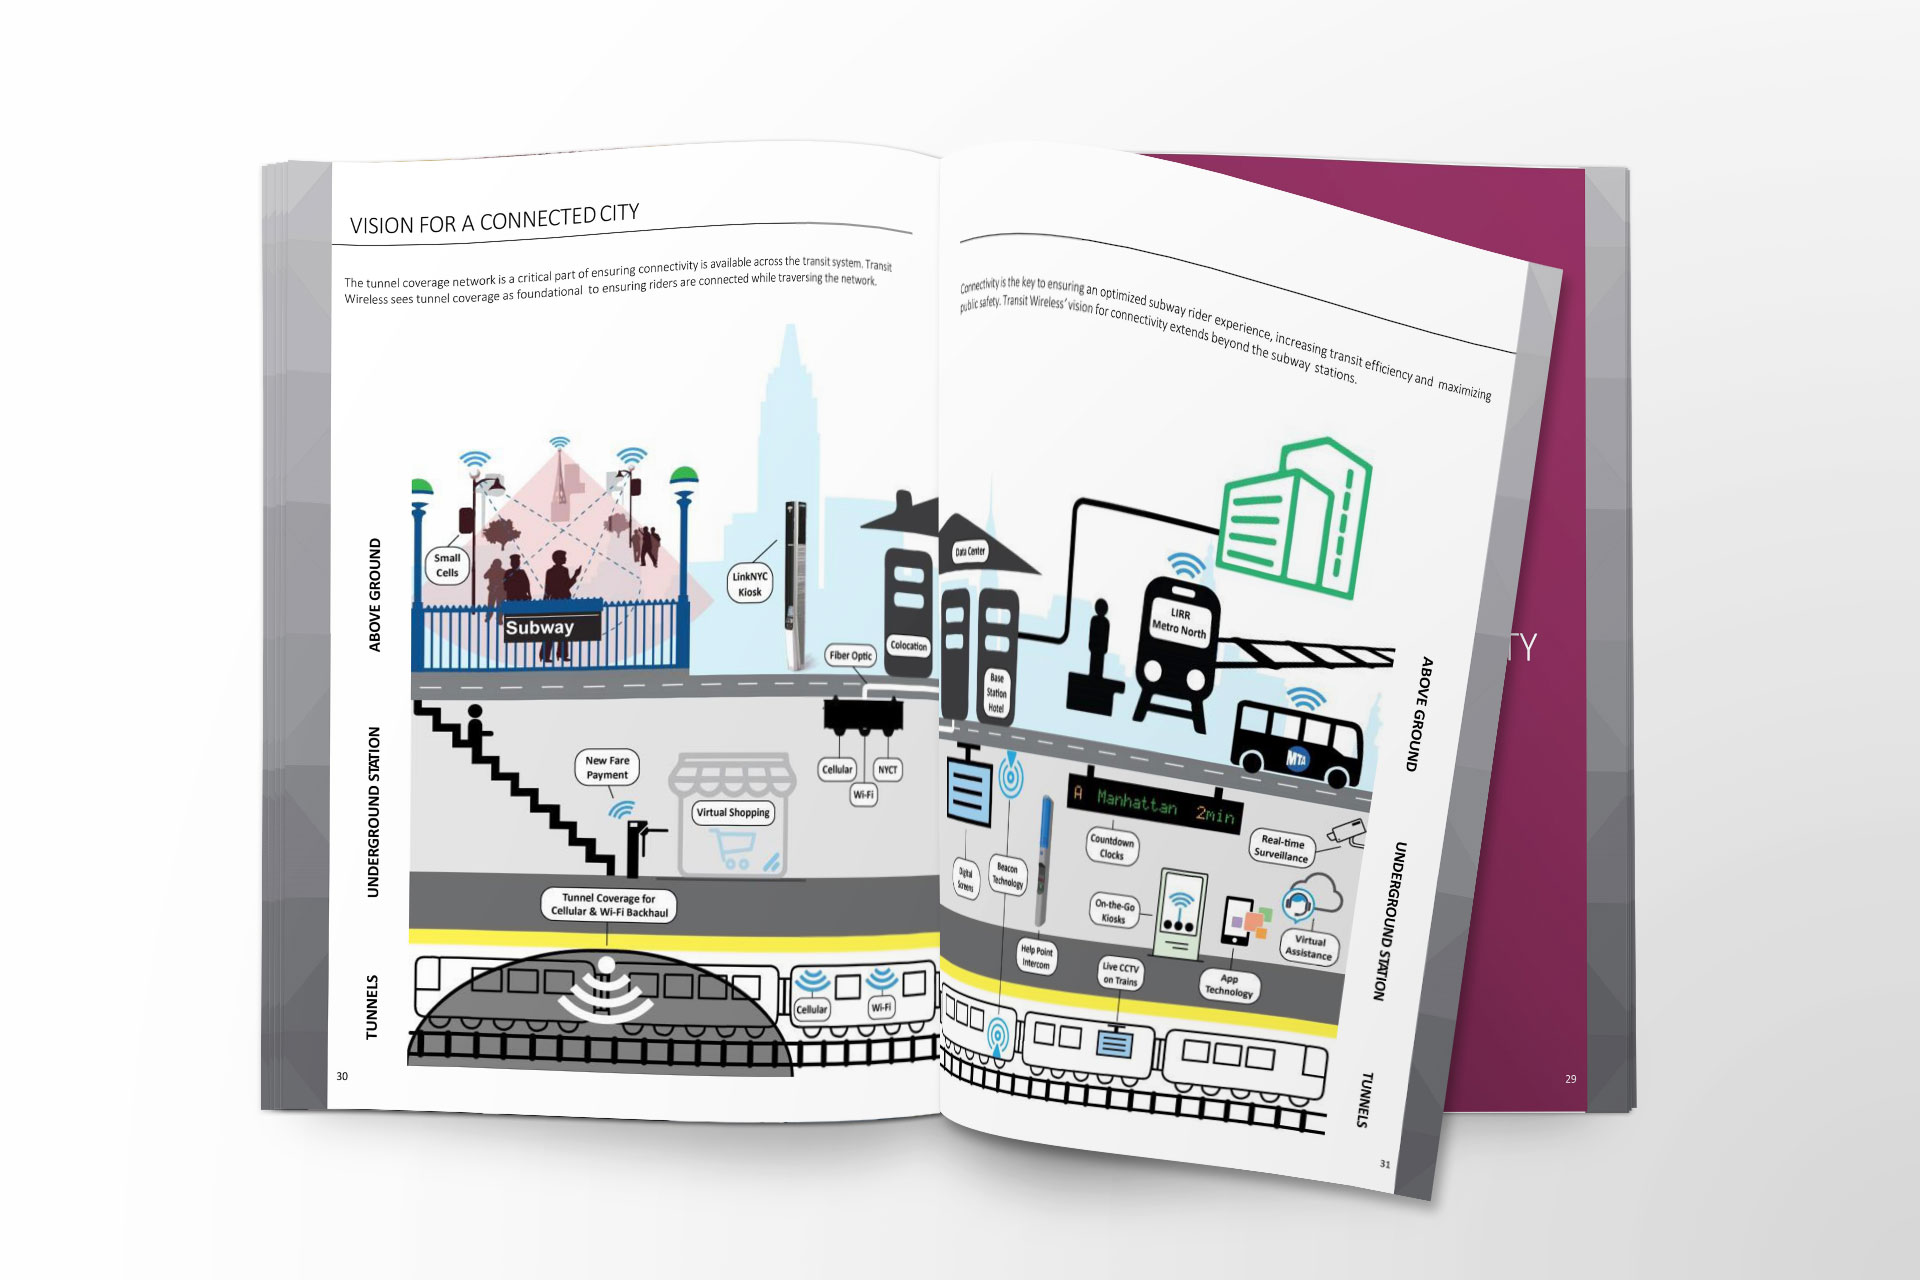 VISION FOR A CONNECTED CITY
The tunnel coverage network is a critical part of ensuring connectivity is available across the transit system. Transit
Wireless sees tunnel coverage as foundational to ensuring riders are connected while traversing the network.
ABOVE GROUND
Small
Cells
Subway
LinkNYC
Kiosk
Fiber Optic
Colocation
UNDERGROUND STATION
New Fare
Payment
Virtual Shopping
Cellular
Wi-Fi
NYCT
Tunnel Coverage for
Cellular & Wi-Fi Backhaul
TUNNELS
Cellular
Wi-Fi
30
Connectivity is the key to ensuring an optimized subway rider experience, increasing transit efficiency and maximizing
public safety. Transit Wireless' vision for connectivity extends beyond the subway stations.
Data Center
Base
Station
Hotel
LIRR
Metro North
MTA
ABOVE GROUND
A Manhattan 2min
Countdown
Clocks
Real-time
Surveillance
Digital
Screens
Beacon
Technology
On-the-Go
Kiosks
Help Point
Intercom
Live CCTV
on Trains
App
Technology
Virtual
Assistance
UNDERGROUND STATION
TUNNELS
31
TY
29